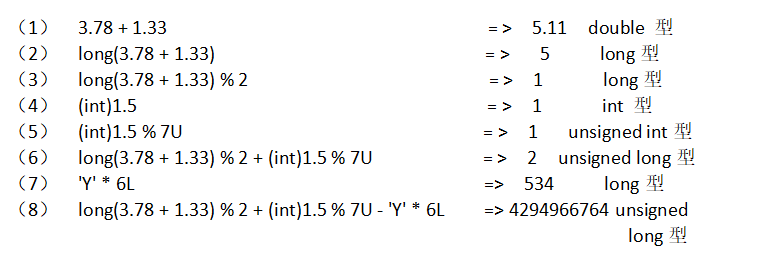 （1） 3.78 + 1.33 => 5.11 double 型
（2） long(3.78 + 1.33) => 5 long 型
（3） long(3.78 + 1.33) % 2 => 1 long 型
（4） (int)1.5 => 1 int 型
（5） (int)1.5 % 7U => 1 unsigned int 型
（6） long(3.78 + 1.33) % 2 + (int)1.5 % 7U => 2 unsigned long 型
（7） 'Y' * 6L => 534 long 型
（8） long(3.78 + 1.33) % 2 + (int)1.5 % 7U - 'Y' * 6L => 4294966764 unsigned
long 型